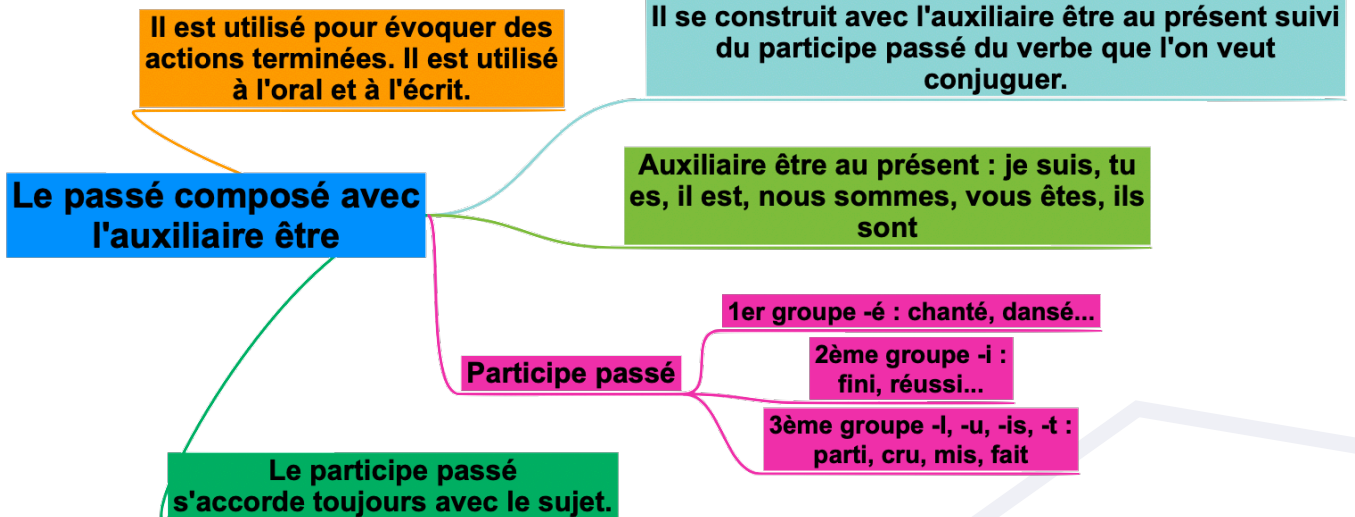 Il est utilisé pour évoquer des
actions terminées. Il est utilisé
à l'oral et à l'écrit.
Il se construit avec l'auxiliaire être au présent suivi
du participe passé du verbe que l'on veut
conjuguer.
Le passé composé avec
l'auxiliaire être
Auxiliaire être au présent : je suis, tu
es, il est, nous sommes, vous êtes, ils
sont
Participe passé
1er groupe -é : chanté, dansé...
2ème groupe -i :
fini, réussi...
3ème groupe -I, -u, -is, -t :
parti, cru, mis, fait
Le participe passé
s'accorde toujours avec le sujet.